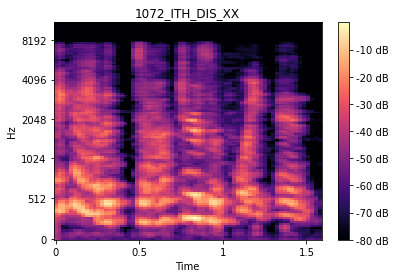 1072_ITH_DIS_XX
8192
4096
2048
1024
512
0
Hz
0
0.5
1
1.5
Time
-10 dB
-20 dB
-30 dB
-40 dB
-50 dB
-60 dB
-70 dB
-80 dB